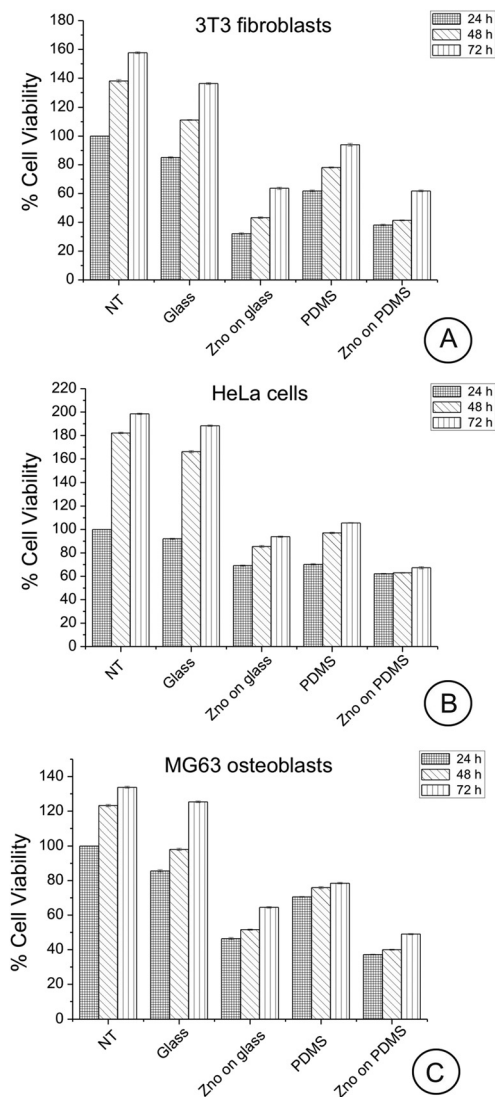 3T3 fibroblasts
24 h
48 h
72 h
% Cell Viability
180
160
140
120
100
80
60
40
20
0
NT
Glass
Zno on glass
PDMS
Zno on PDMS
A
HeLa cells
24 h
48 h
72 h
% Cell Viability
220
200
180
160
140
120
100
80
60
40
20
0
NT
Glass
Zno on glass
PDMS
Zno on PDMS
B
MG63 osteoblasts
24 h
48 h
72 h
% Cell Viability
140
120
100
80
60
40
20
0
NT
Glass
Zno on glass
PDMS
Zno on PDMS
C